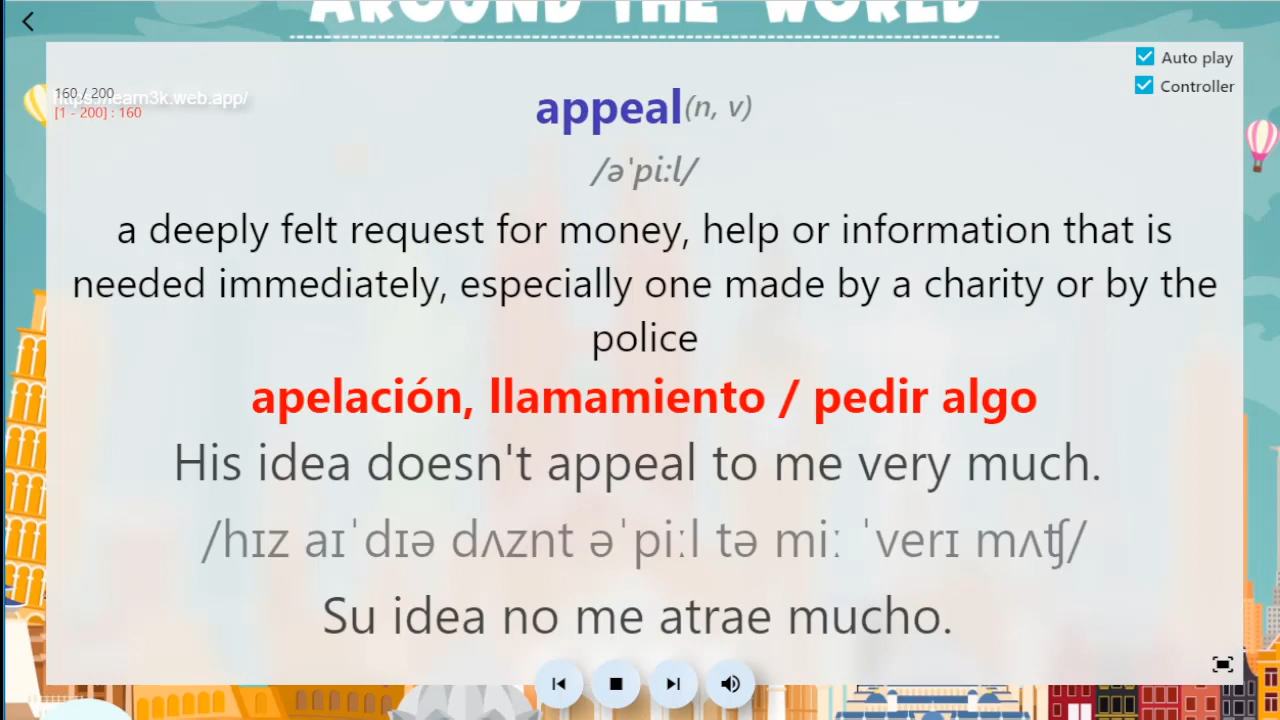 AROUND THE WORLD
Auto play
Controller
160 / 200
https://learn3k.web.app/
[1 - 200] : 160
appeal(n, v)
/ə'pi:l/
a deeply felt request for money, help or information that is
needed immediately, especially one made by a charity or by the
police
apelación, llamamiento / pedir algo
His idea doesn't appeal to me very much.
/hɪz aɪˈdɪə dʌznt əˈpiːl tə miː ˈverɪ mʌʧ/
Su idea no me atrae mucho.